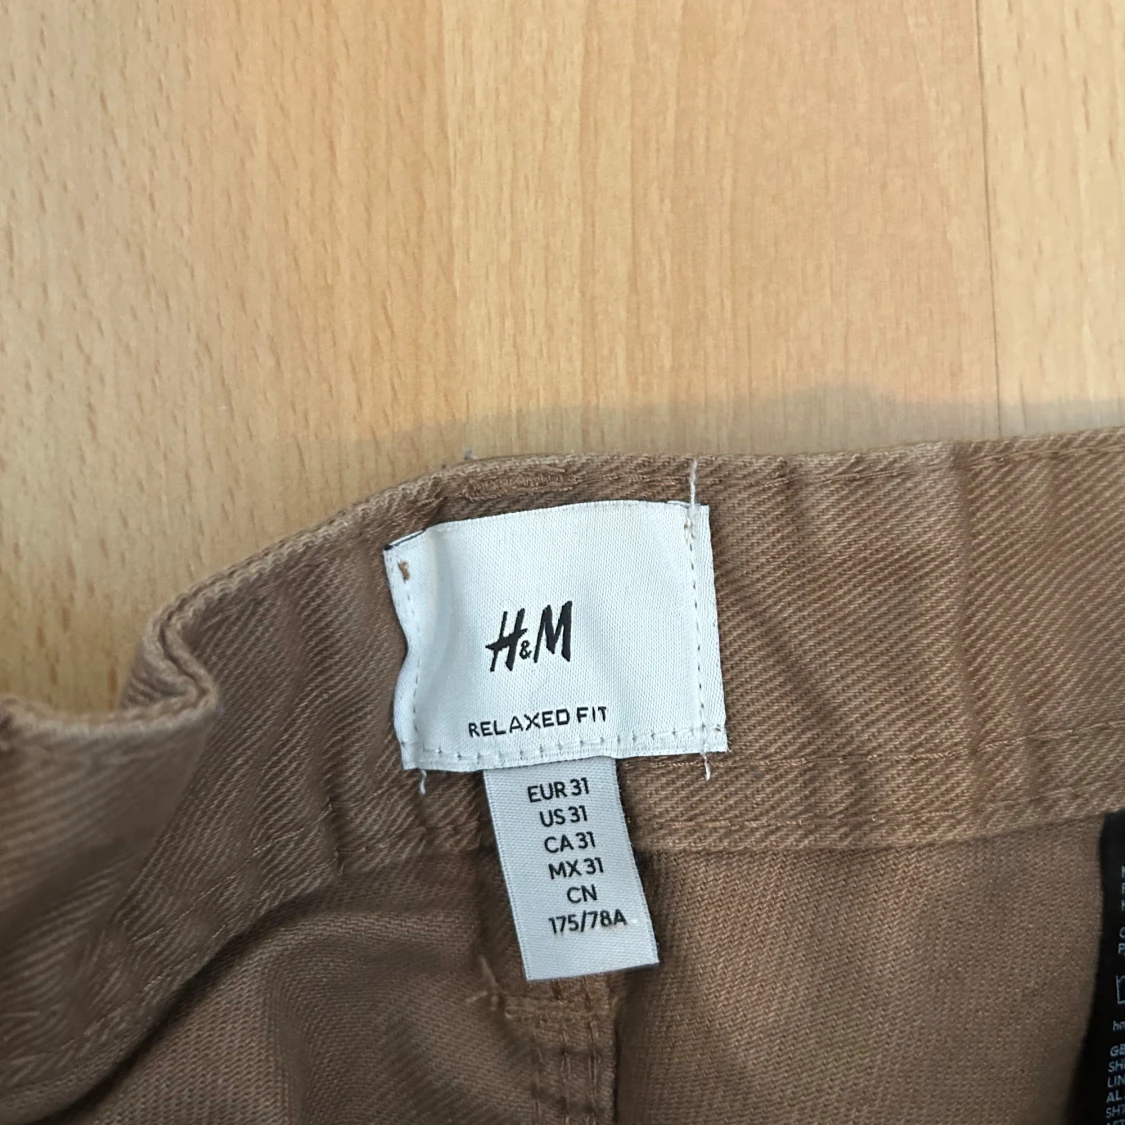 H&M
RELAXED FIT
EUR 31
US 31
CA 31
MX 31
CN
175/78A